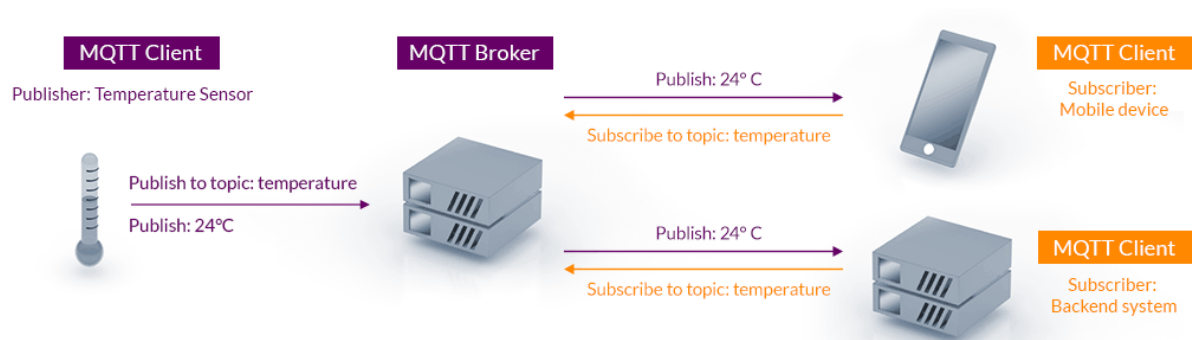 MQTT Client
Publisher: Temperature Sensor
Publish to topic: temperature
Publish: 24°C
MQTT Broker
Publish: 24° C
Subscribe to topic: temperature
MQTT Client
Subscriber:
Mobile device
Publish: 24° C
Subscribe to topic: temperature
MQTT Client
Subscriber:
Backend system